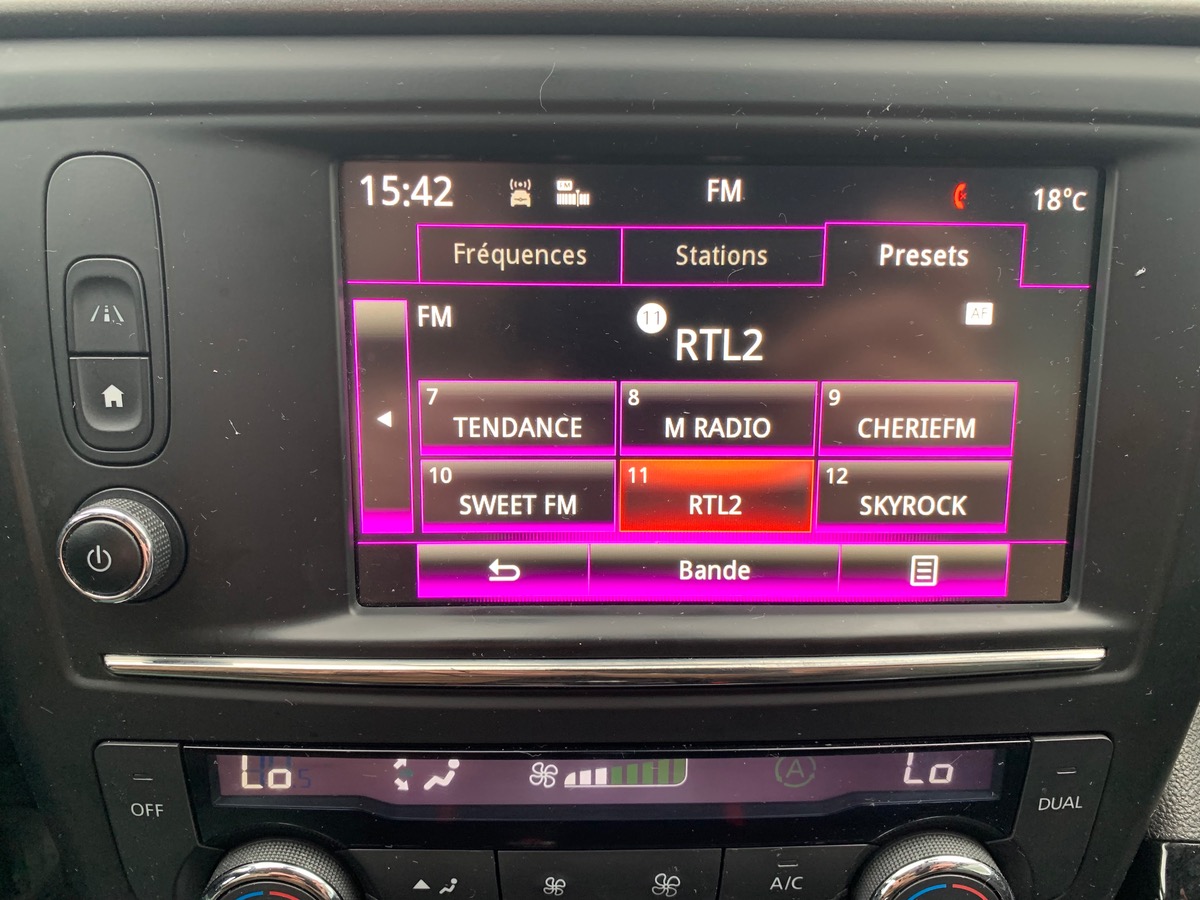 15:42 FM 18°C
Fréquences Stations Presets
FM 11 AF
RTL2
7 TENDANCE
8 M RADIO
9 CHERIEFM
10 SWEET FM
11 RTL2
12 SKYROCK
Bande
Lo A Lo
OFF
DUAL
A/C